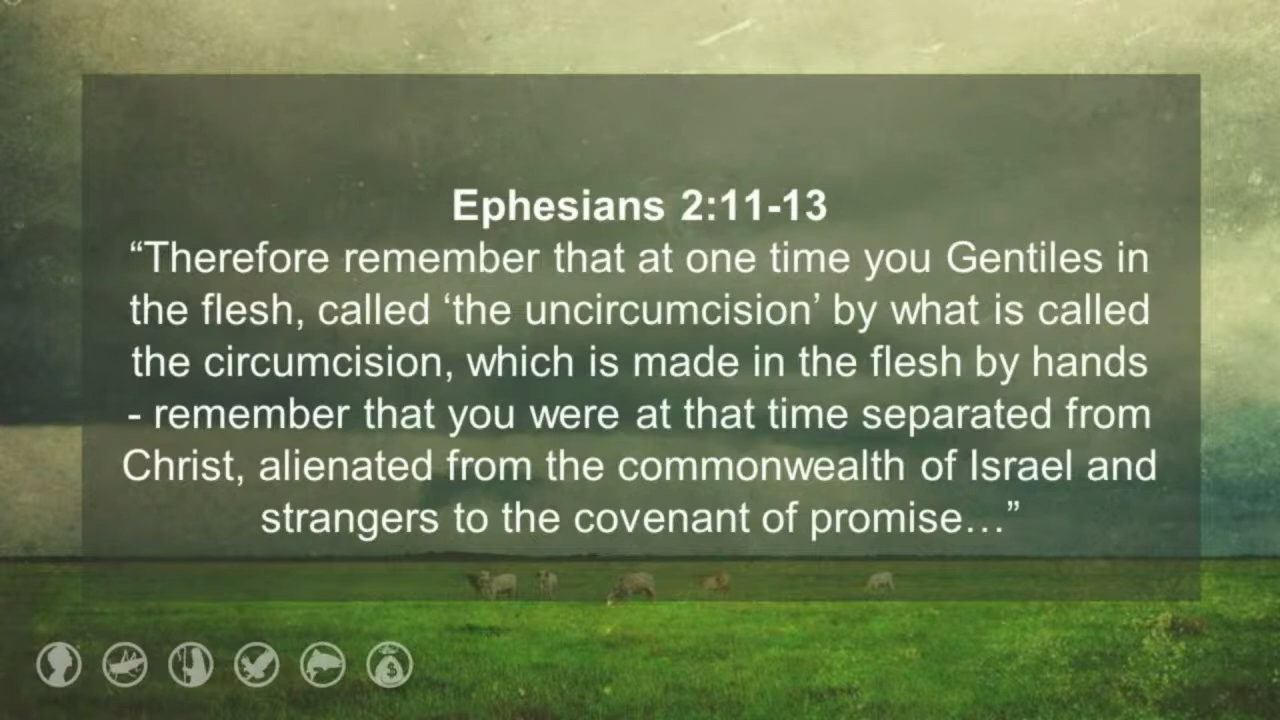 Ephesians 2:11-13
“Therefore remember that at one time you Gentiles in
the flesh, called ‘the uncircumcision’ by what is called
the circumcision, which is made in the flesh by hands
- remember that you were at that time separated from
Christ, alienated from the commonwealth of Israel and
strangers to the covenant of promise…”
$